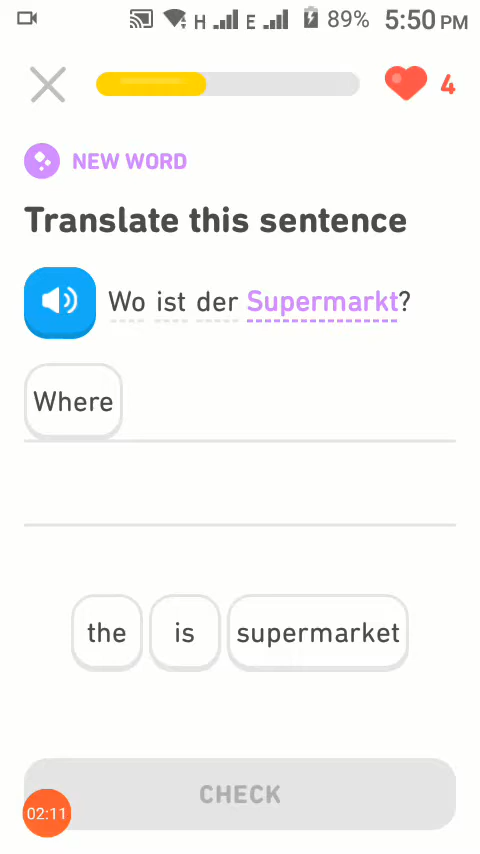 H E 89% 5:50 PM
4
NEW WORD
Translate this sentence
Wo ist der Supermarkt?
Where
the is supermarket
CHECK
02:11